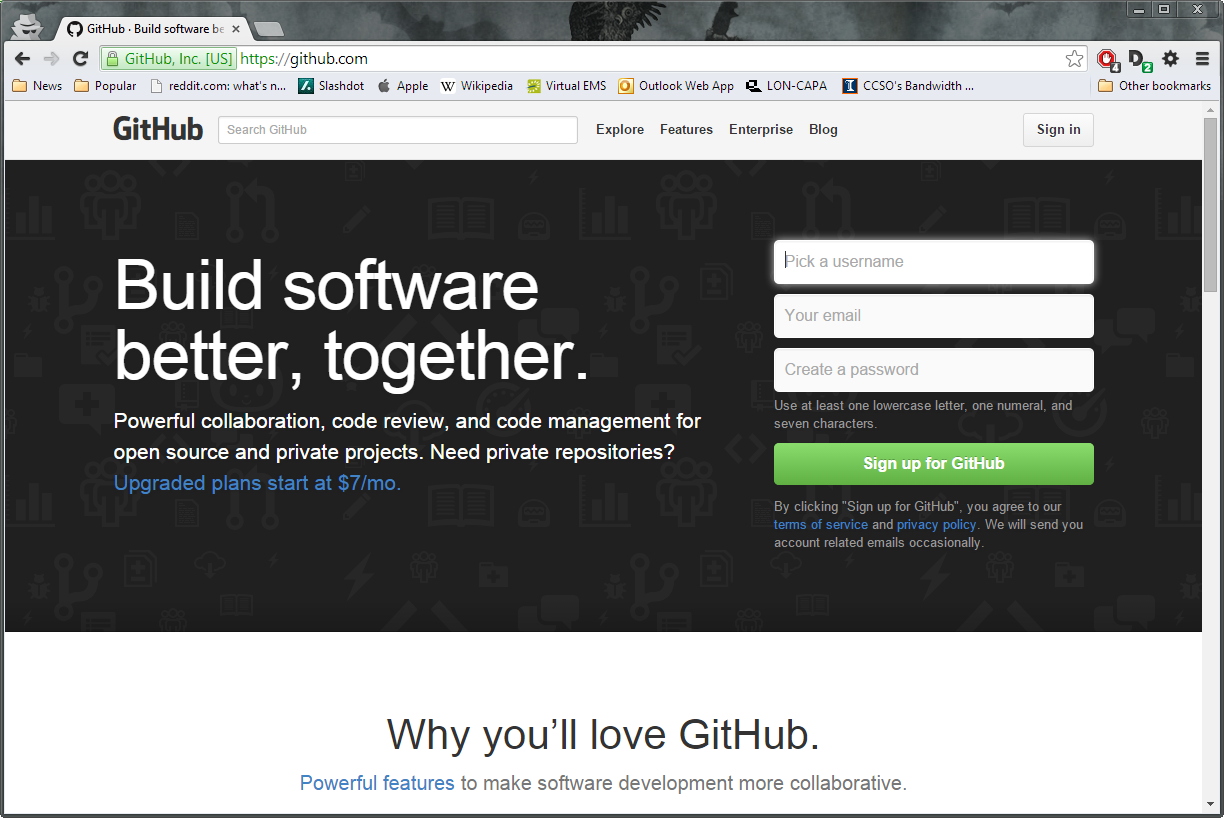 GitHub · Build software be
GitHub, Inc. [US] https://github.com
4
D 2
News Popular reddit.com: what's n... Slashdot Apple W Wikipedia Virtual EMS Outlook Web App LON-CAPA I CCSO's Bandwidth ... Other bookmarks
GitHub Search GitHub Explore Features Enterprise Blog Sign in
Build software
better, together.
Powerful collaboration, code review, and code management for
open source and private projects. Need private repositories?
Upgraded plans start at $7/mo.
Pick a username
Your email
Create a password
Use at least one lowercase letter, one numeral, and
seven characters.
Sign up for GitHub
By clicking "Sign up for GitHub", you agree to our
terms of service and privacy policy. We will send you
account related emails occasionally.
Why you’ll love GitHub.
Powerful features to make software development more collaborative.